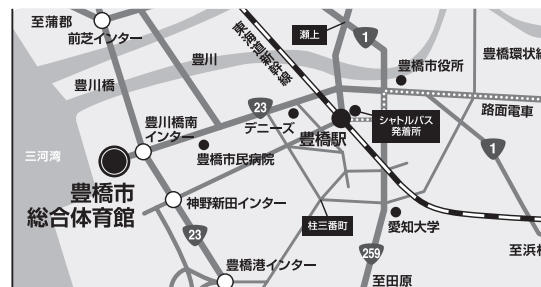 至蒲郡
前芝インター
瀬上
1
東海道新幹線
豊川
豊川橋
豊橋市役所
豊橋環状線
23
路面電車
豊川橋南
インター
デニーズ
シャトルバス
発着所
豊橋駅
1
三河湾
豊橋市民病院
豊橋市
総合体育館
神野新田インター
柱三番町
愛知大学
23
259
至浜
豊橋港インター
至田原